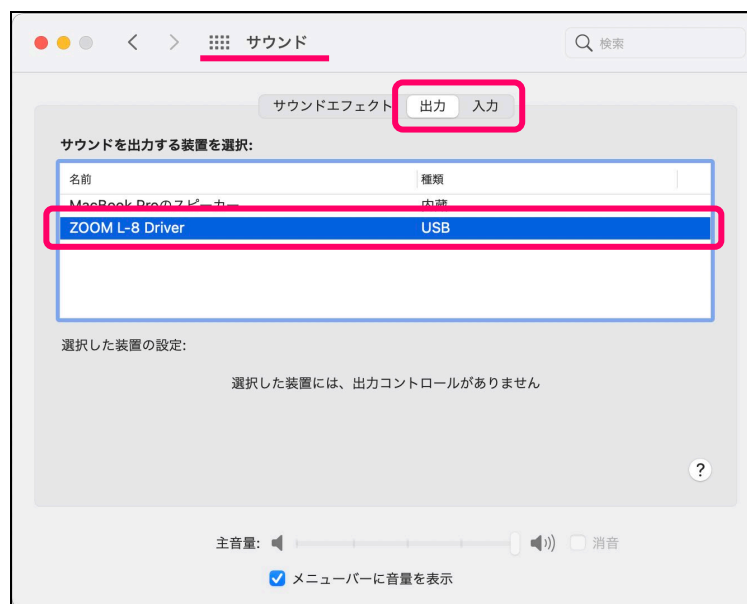 サウンド
検索
サウンドエフェクト 出力 入力
サウンドを出力する装置を選択:
名前 種類
MacBook Proのスピーカー 内蔵
ZOOM L-8 Driver USB
選択した装置の設定:
選択した装置には、出力コントロールがありません
?
主音量: 消音
メニューバーに音量を表示